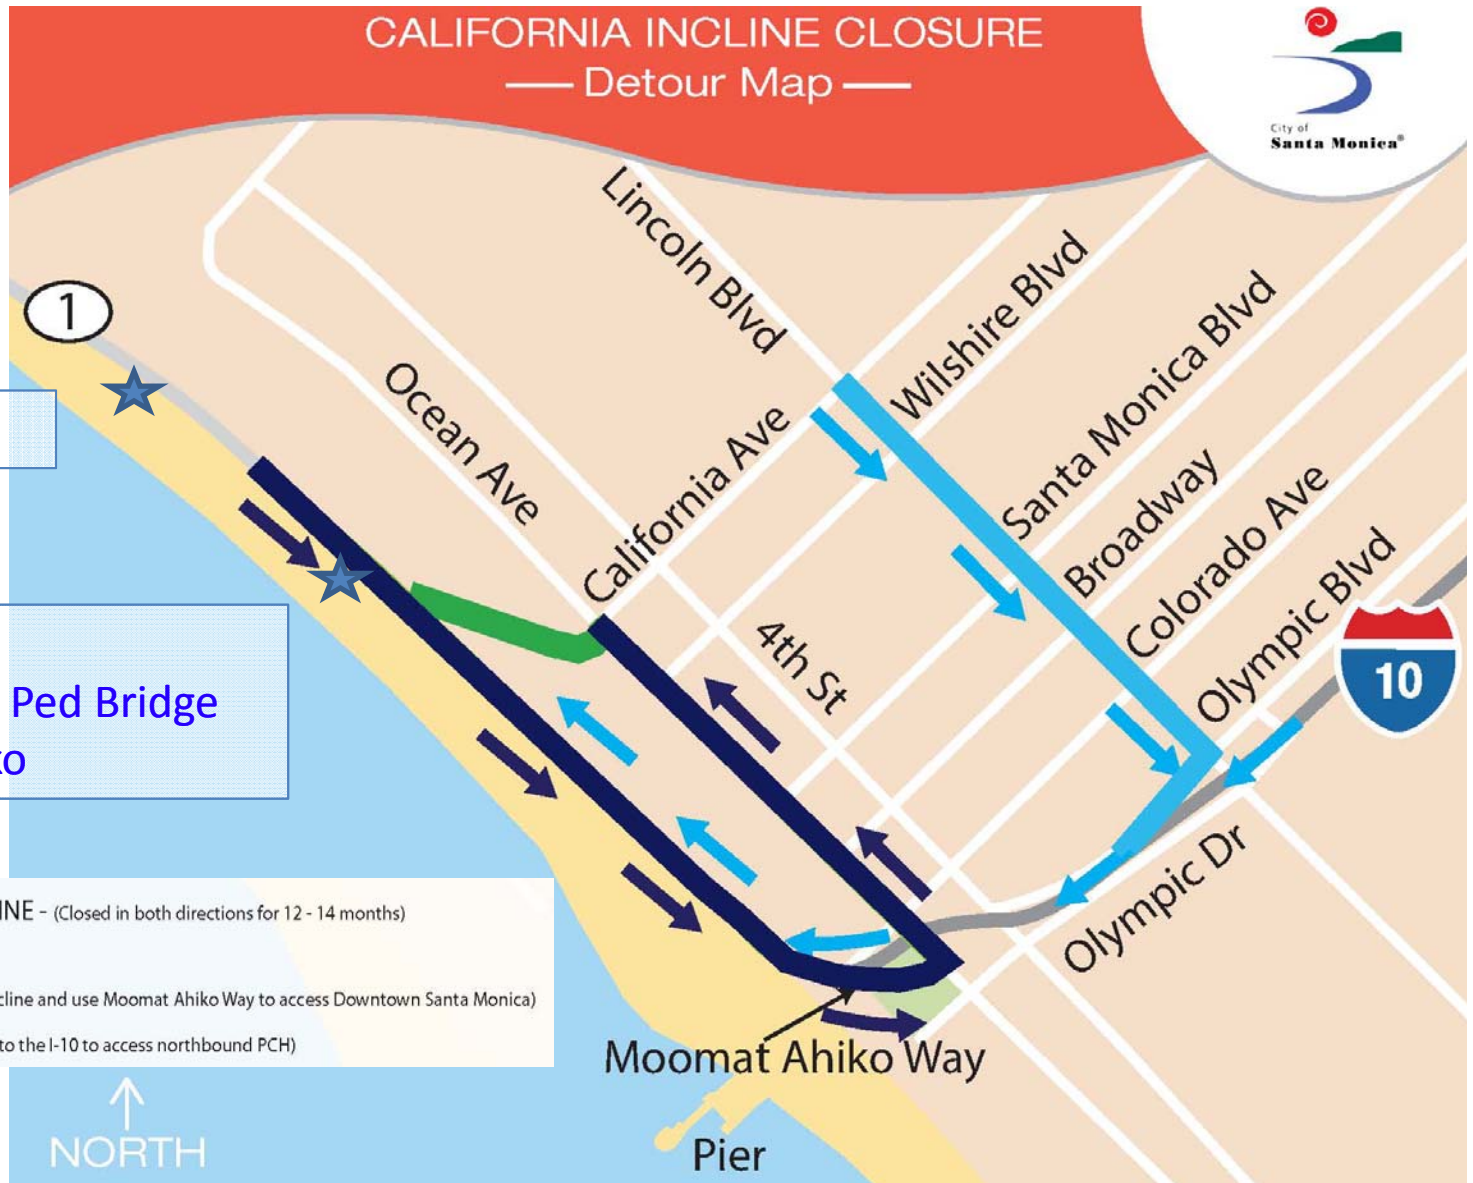 CALIFORNIA INCLINE CLOSURE
Detour Map
City of
Santa Monica®
Lincoln Blvd
Wilshire Blvd
Santa Monica Blvd
1
Ocean Ave
California Ave
Broadway
Colorado Ave
Olympic Blvd
10
4th St
Ped Bridge
Olympic Dr
- (Closed in both directions for 12 - 14 months)
and use Moomat Ahiko Way to access Downtown Santa Monica)
to the I-10 to access northbound PCH)
Moomat Ahiko Way
NORTH
Pier